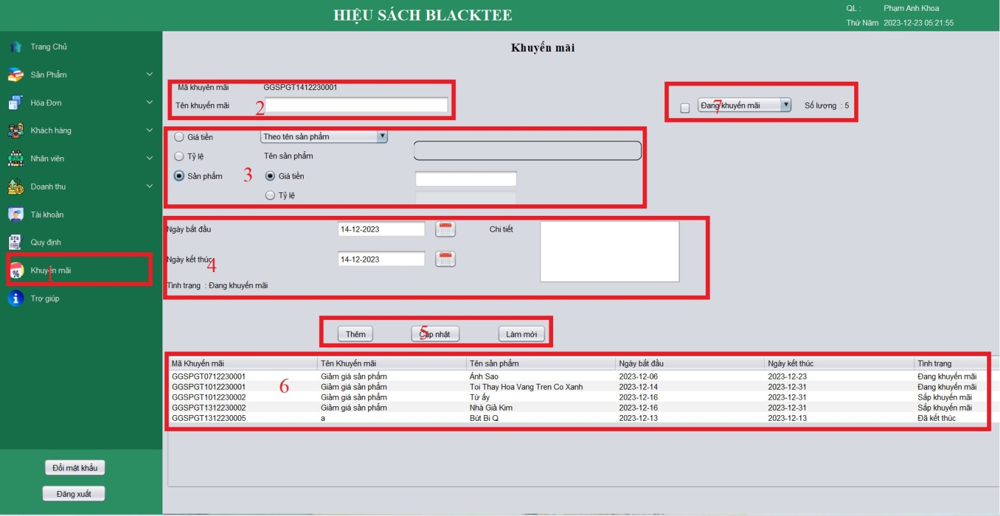 HIỆU SÁCH BLACKTEE
QL : Phạm Anh Khoa
Thứ Năm 2023-12-23 05:21:55
Trang Chủ
Sản Phẩm
Hóa Đơn
Khách hàng
Nhân viên
Doanh thu
Tài khoản
Quy định
Khuyến mãi
1
Trợ giúp
Đổi mật khẩu
Đăng xuất
Khuyến mãi
Mã khuyến mãi GGSPGT1412230001
Tên khuyến mãi 2
Đang khuyến mãi 7 Số lượng : 5
Giá tiền Theo tên sản phẩm
Tỷ lệ Tên sản phẩm
Sản phẩm 3 Giá tiền
Tỷ lệ
Ngày bắt đầu 14-12-2023 Chi tiết
Ngày kết thúc 4 14-12-2023
Tình trạng : Đang khuyến mãi
Thêm Cập nhật 5 Làm mới
Mã Khuyến mãi Tên Khuyến mãi Tên sản phẩm Ngày bắt đầu Ngày kết thúc Tình trạng
GGSPGT0712230001 Giảm giá sản phẩm Ánh Sao 2023-12-06 2023-12-23 Đang khuyến mãi
GGSPGT1012230001 6 Giảm giá sản phẩm Toi Thay Hoa Vang Tren Co Xanh 2023-12-14 2023-12-31 Đang khuyến mãi
GGSPGT1012230002 Giảm giá sản phẩm Từ ấy 2023-12-16 2023-12-31 Sắp khuyến mãi
GGSPGT1312230002 Giảm giá sản phẩm Nhà Giả Kim 2023-12-16 2023-12-31 Sắp khuyến mãi
GGSPGT1312230005 a Bút Bi Q 2023-12-13 2023-12-13 Đã kết thúc